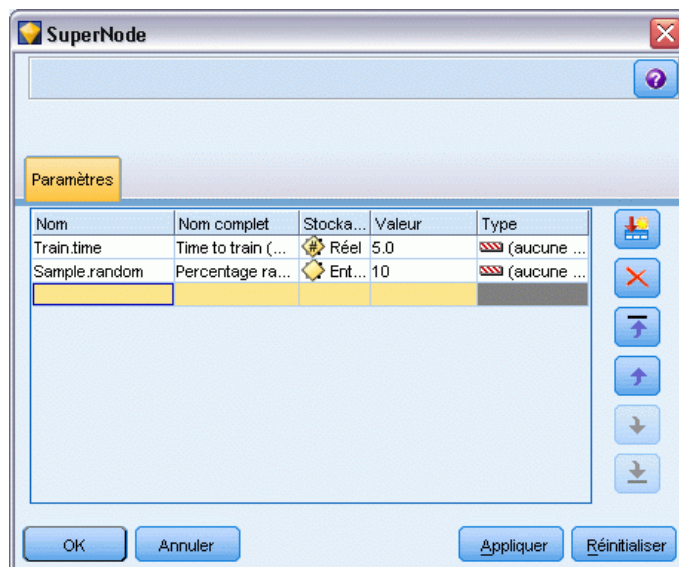 SuperNode
Paramètres
Nom Nom complet Stocka... Valeur Type
Train.time Time to train (... Réel 5.0 (aucune ...
Sample.random Percentage ra... Ent... 10 (aucune ...
OK Annuler Appliquer Réinitialiser